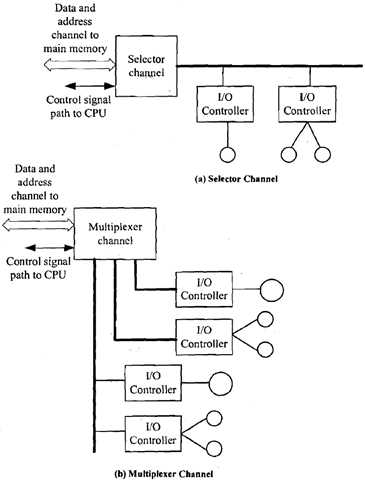 Data and
address
channel to
main memory
Selector
channel
Control signal
path to CPU
I/O
Controller
I/O
Controller
(a) Selector Channel
Data and
address
channel to
main memory
Multiplexer
channel
Control signal
path to CPU
I/O
Controller
I/O
Controller
I/O
Controller
I/O
Controller
(b) Multiplexer Channel